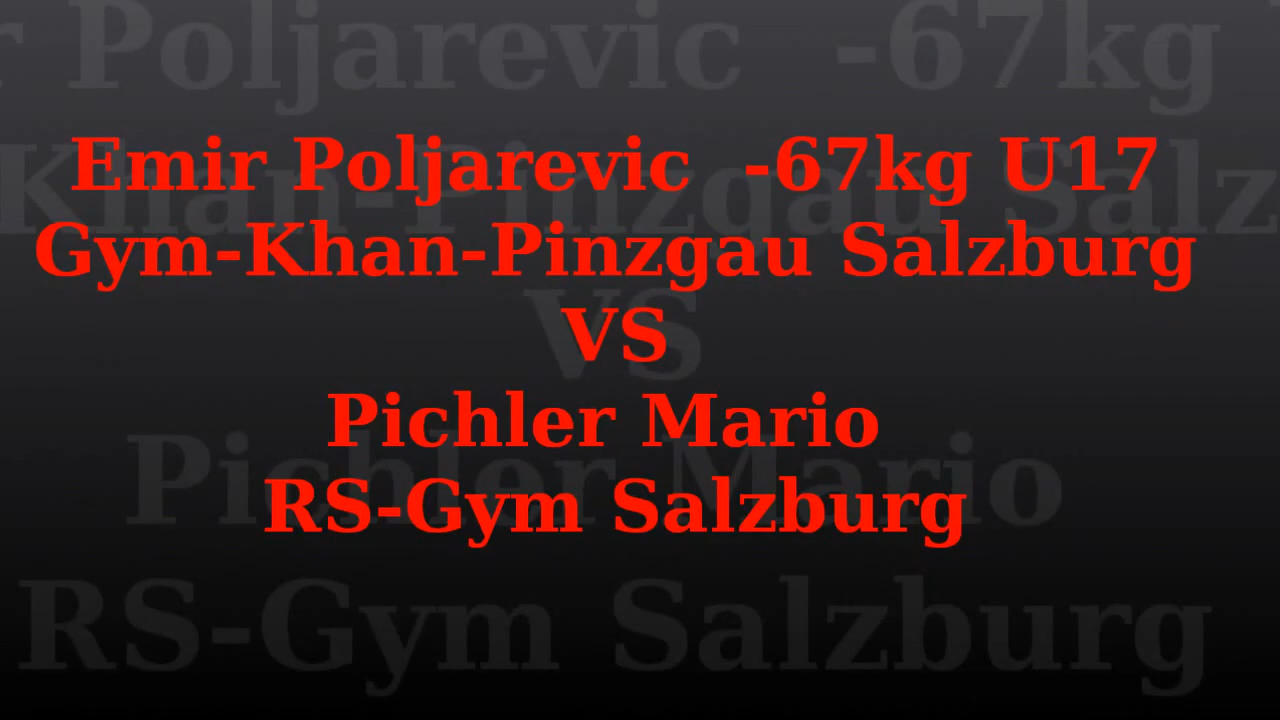 Emir Poljarevic  -67kg U17
Gym-Khan-Pinzgau Salzburg
VS
Pichler Mario
RS-Gym Salzburg